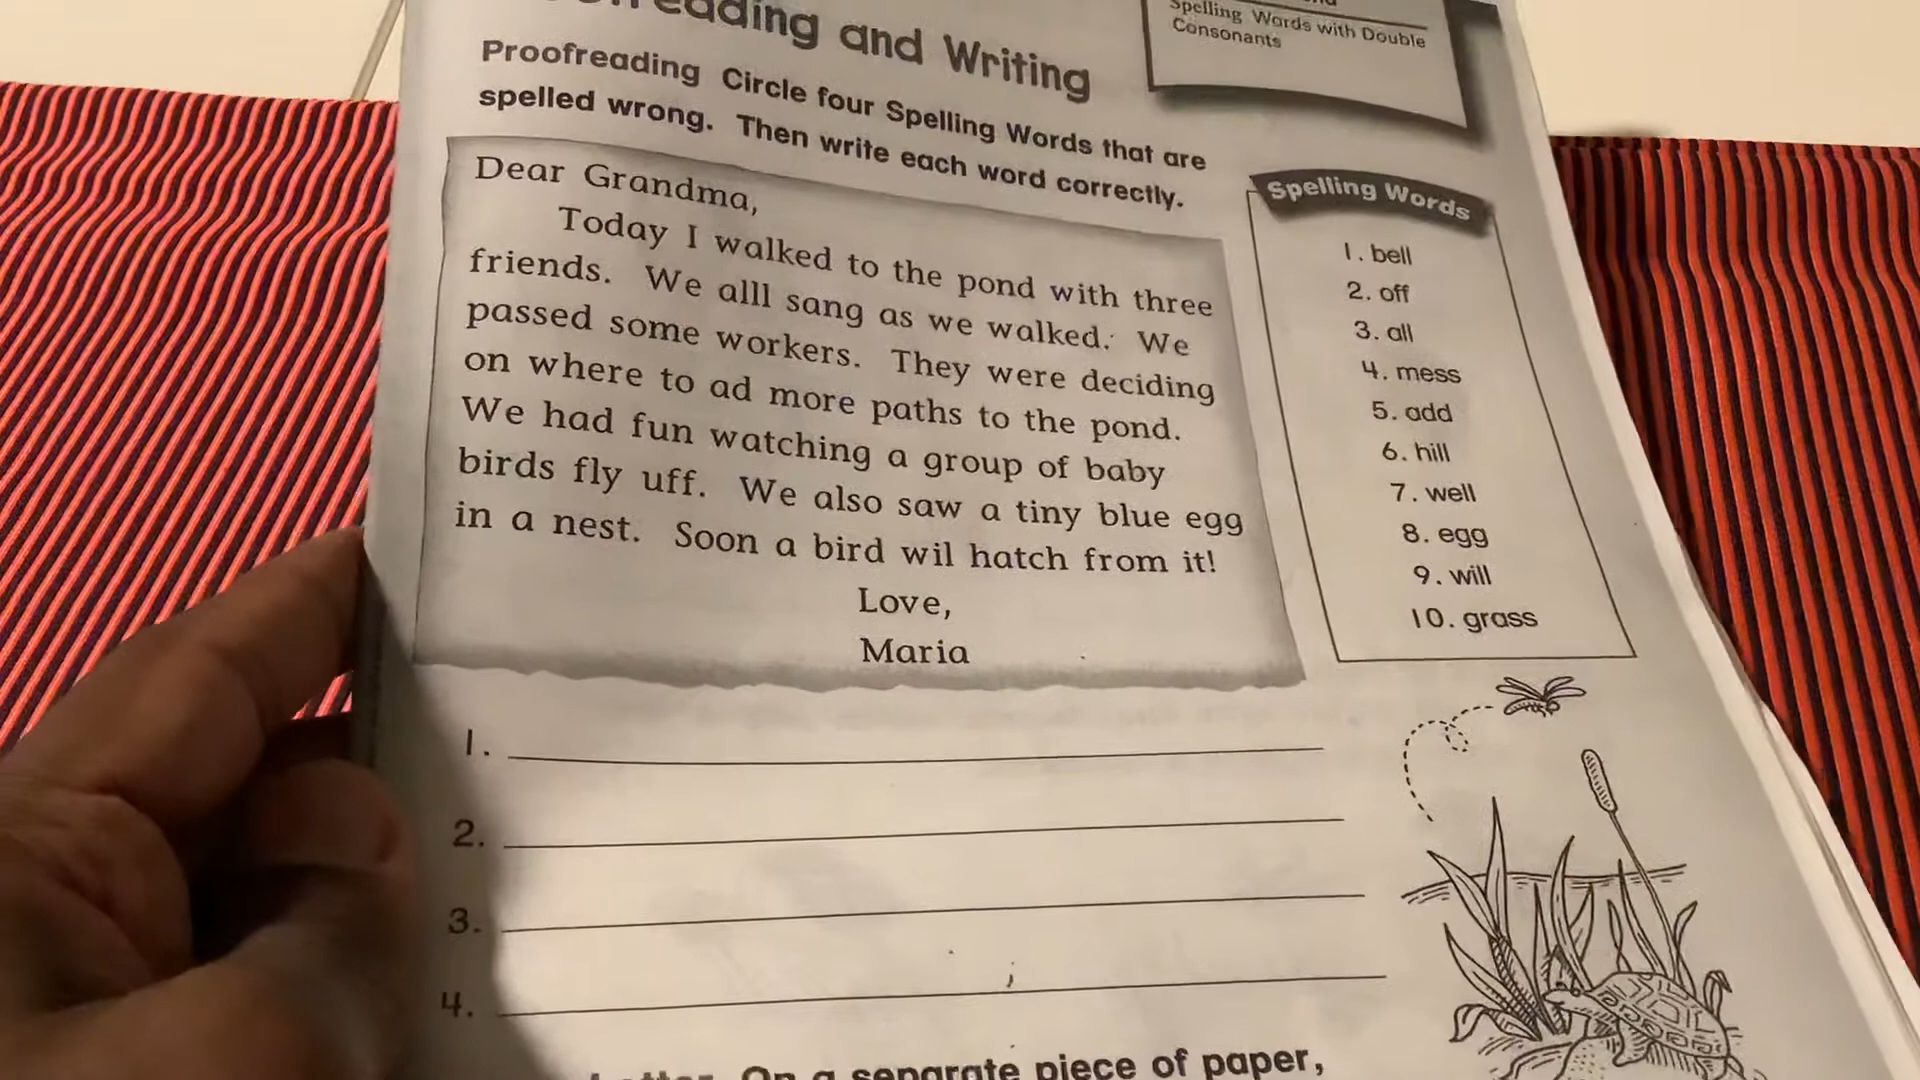 and Writing
Spelling Words with Double
Consonants
Proofreading Circle four Spelling Words that are
spelled wrong. Then write each word correctly.
Dear Grandma,
Today I walked to the pond with three
friends. We alll sang as we walked. We
passed some workers. They were deciding
on where to ad more paths to the pond.
We had fun watching a group of baby
birds fly uff. We also saw a tiny blue egg
in a nest. Soon a bird wil hatch from it!
Love,
Maria
Spelling Words
1. bell
2. off
3. all
4. mess
5. add
6. hill
7. well
8. egg
9. will
10. grass
1.
2.
3.
4.
On a separate piece of paper,